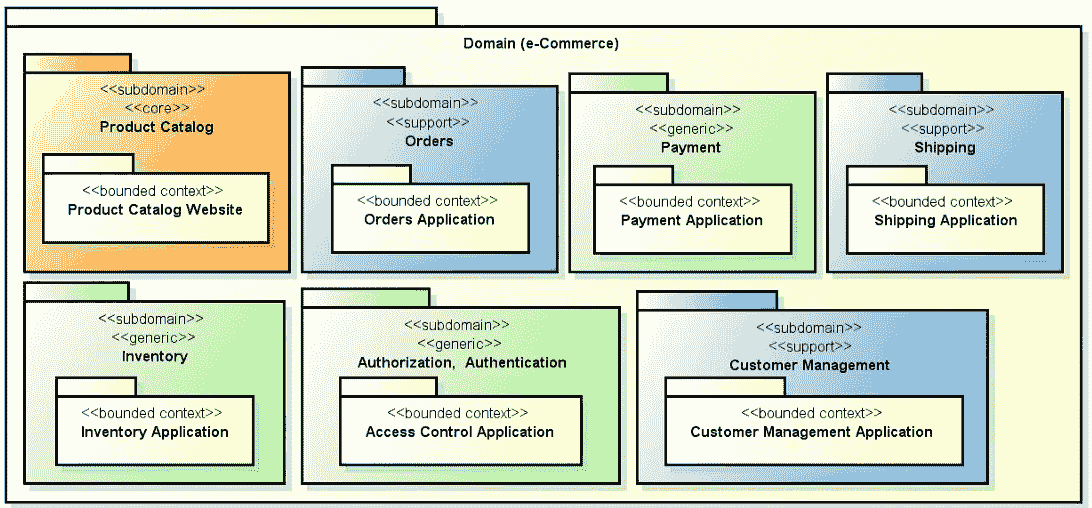 Domain (e-Commerce)
<<subdomain>>
<<core>>
Product Catalog
<<bounded context>>
Product Catalog Website
<<subdomain>>
<<support>>
Orders
<<bounded context>>
Orders Application
<<subdomain>>
<<generic>>
Payment
<<bounded context>>
Payment Application
<<subdomain>>
<<support>>
Shipping
<<bounded context>>
Shipping Application
<<subdomain>>
<<generic>>
Inventory
<<bounded context>>
Inventory Application
<<subdomain>>
<<generic>>
Authorization, Authentication
<<bounded context>>
Access Control Application
<<subdomain>>
<<support>>
Customer Management
<<bounded context>>
Customer Management Application